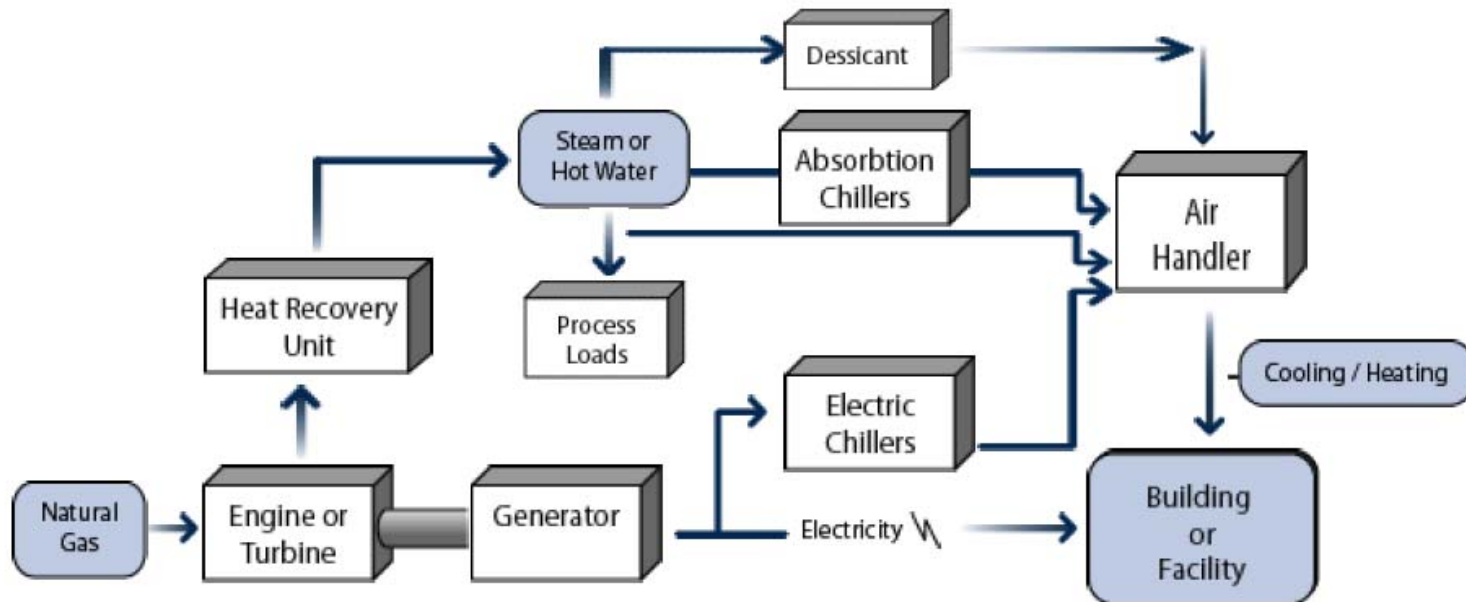 Dessicant
Steam or
Hot Water
Absorbtion
Chillers
Air
Handler
Heat Recovery
Unit
Process
Loads
Cooling / Heating
Electric
Chillers
Natural
Gas
Engine or
Turbine
Generator
Electricity
Building
or
Facility